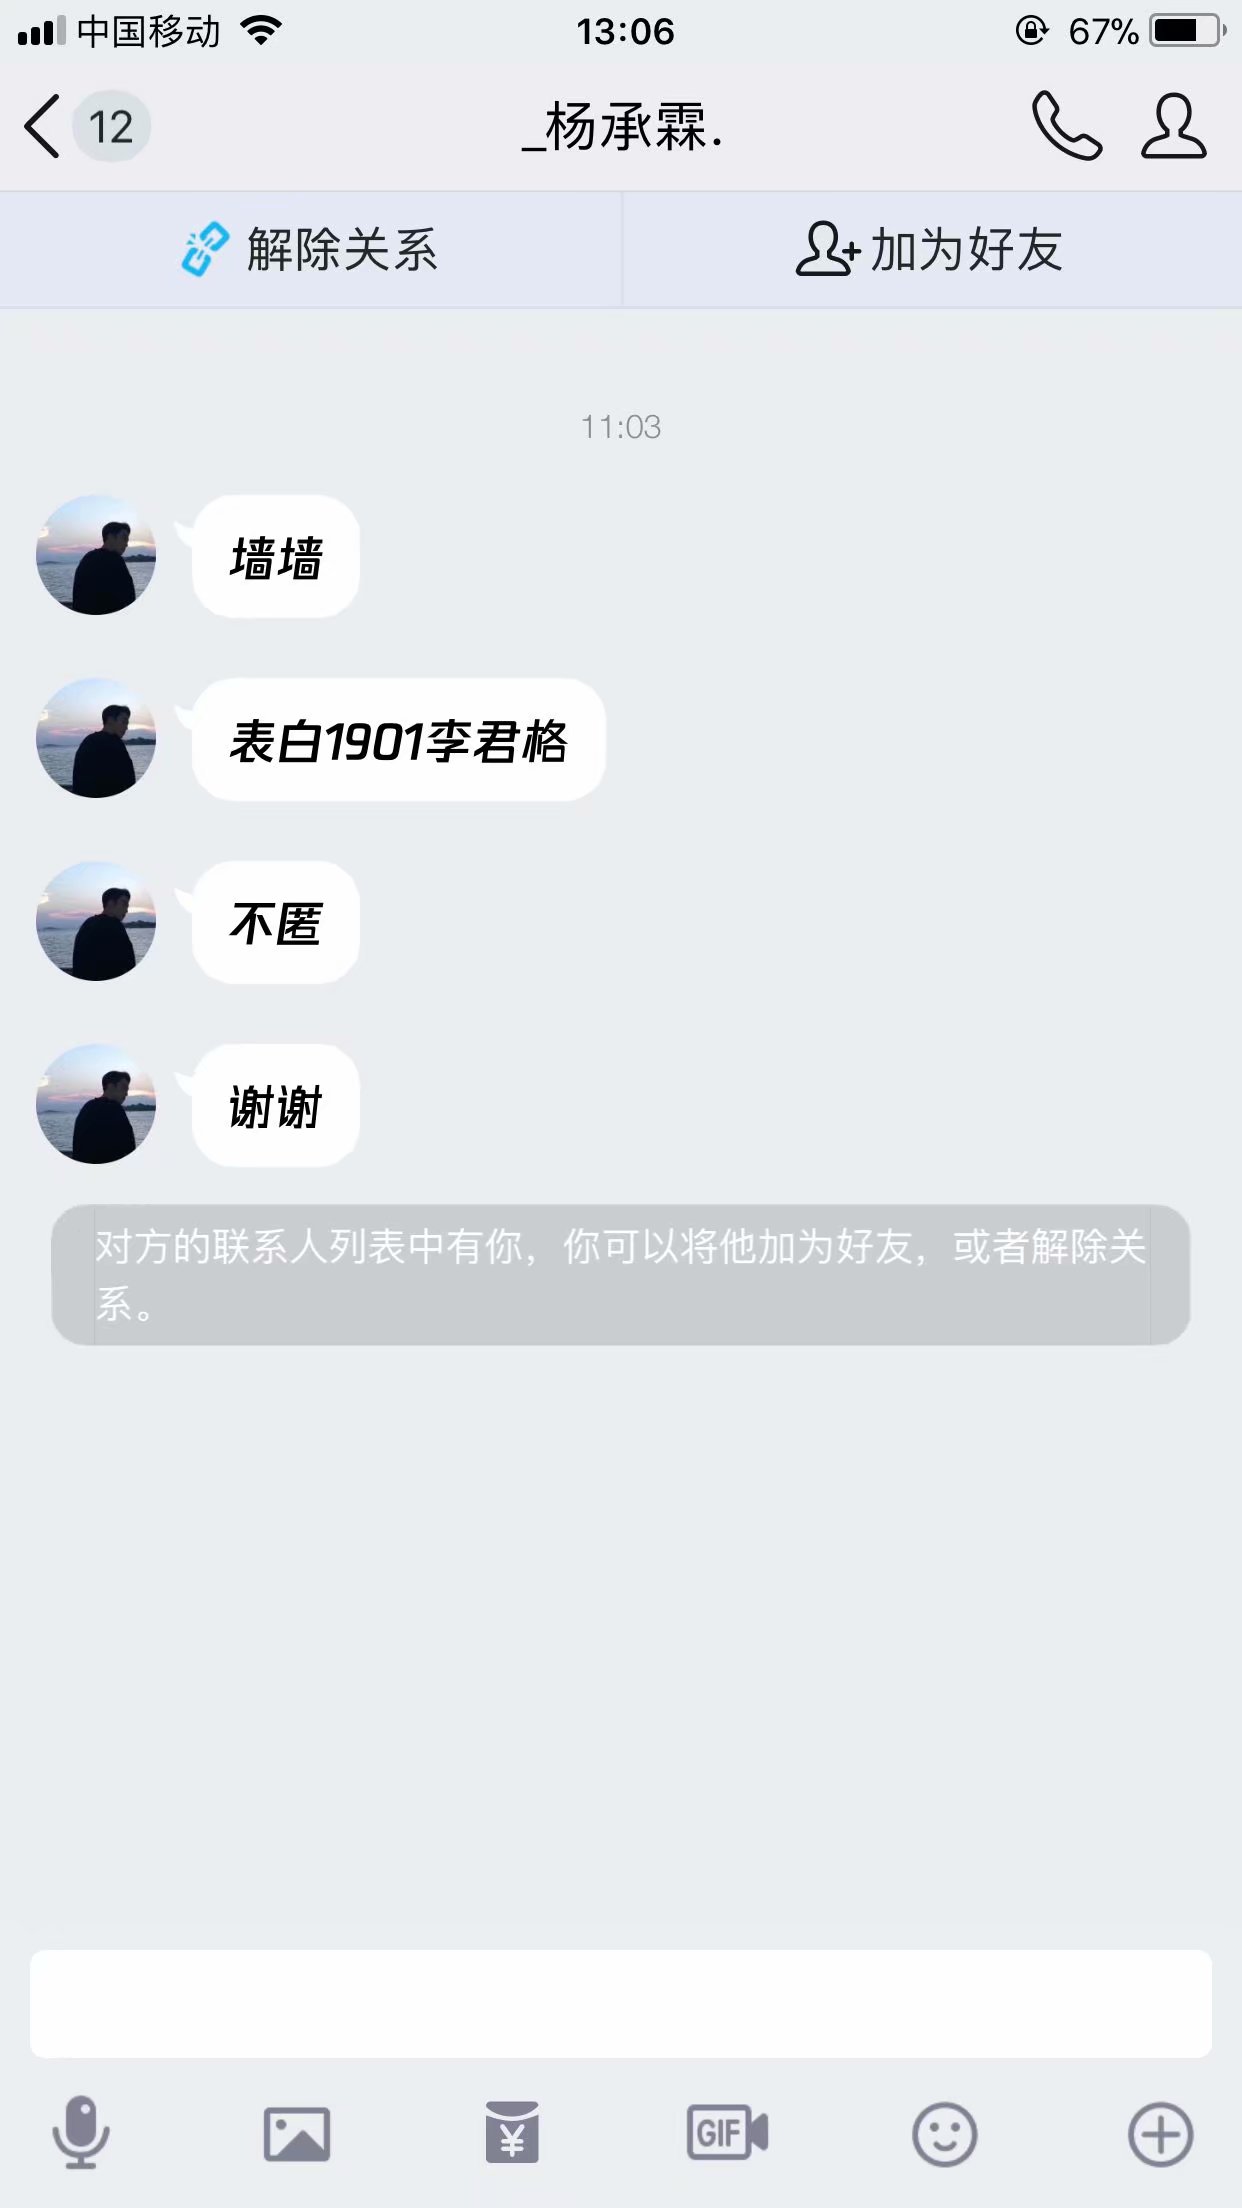 中国移动 13:06 67%
12 _杨承霖.
解除关系 加为好友
11:03
墙墙
表白1901李君格
不匿
谢谢
对方的联系人列表中有你，你可以将他加为好友，或者解除关
系。
¥ GIF